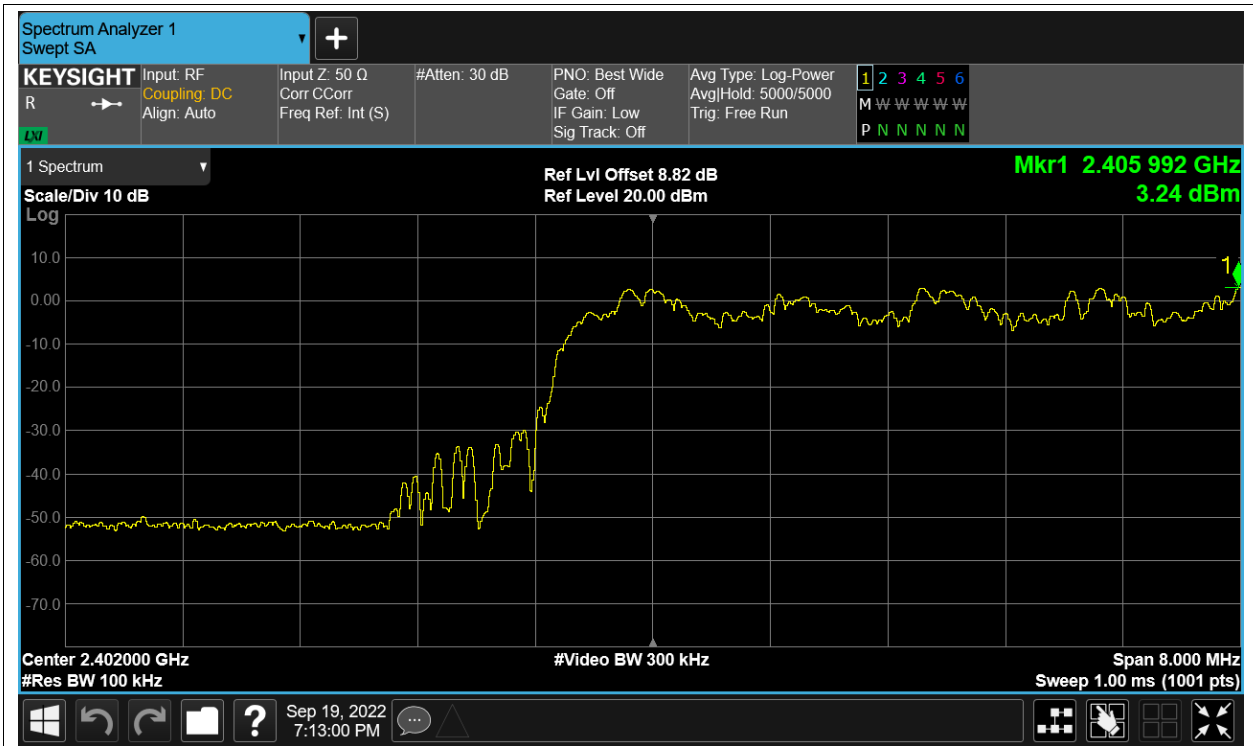 Spectrum Analyzer 1
Swept SA
KEYSIGHT
R
LXI
Input: RF
Coupling: DC
Align: Auto
Input Z: 50 Ω
Corr CCorr
Freq Ref: Int (S)
#Atten: 30 dB
PNO: Best Wide
Gate: Off
IF Gain: Low
Sig Track: Off
Avg Type: Log-Power
Avg|Hold: 5000/5000
Trig: Free Run
1 2 3 4 5 6
M W W W W W
P N N N N N
1 Spectrum
Scale/Div 10 dB
Log
Ref Lvl Offset 8.82 dB
Ref Level 20.00 dBm
Mkr1 2.405 992 GHz
3.24 dBm
10.0
1
0.00
-10.0
-20.0
-30.0
-40.0
-50.0
-60.0
-70.0
Center 2.402000 GHz
#Video BW 300 kHz
Span 8.000 MHz
#Res BW 100 kHz
Sweep 1.00 ms (1001 pts)
?
Sep 19, 2022
7:13:00 PM